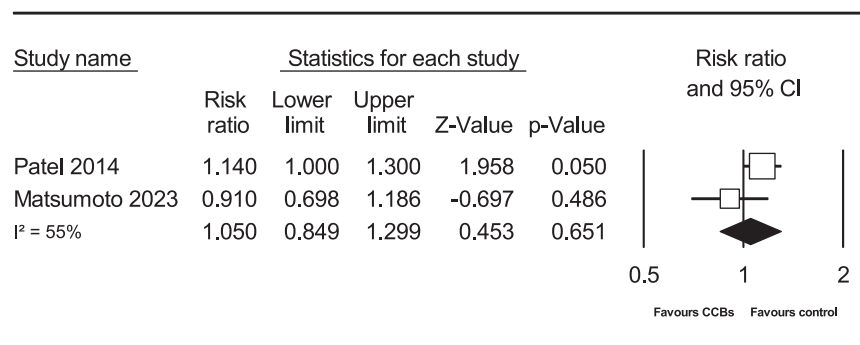 Study name Statistics for each study Risk ratio and 95% CI
Risk ratio Lower limit Upper limit Z-Value p-Value
Patel 2014 1.140 1.000 1.300 1.958 0.050
Matsumoto 2023 0.910 0.698 1.186 -0.697 0.486
I² = 55% 1.050 0.849 1.299 0.453 0.651
0.5 1 2
Favours CCBs Favours control